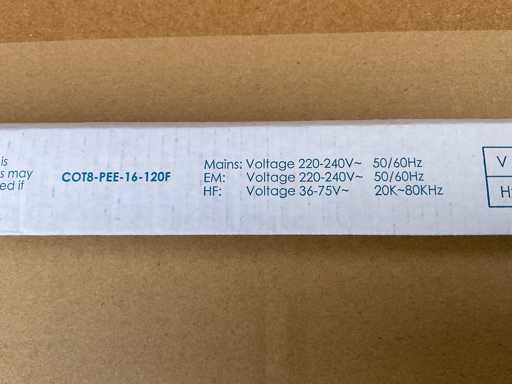 is
s may
ed if
COT8-PEE-16-120F
Mains: Voltage 220-240V~ 50/60Hz
EM: Voltage 220-240V~ 50/60Hz
HF: Voltage 36-75V~ 20K~80KHz
V
H